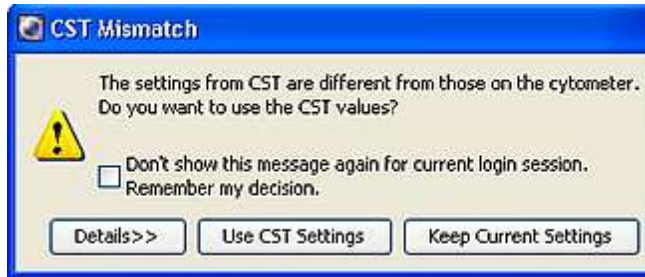 CST Mismatch
The settings from CST are different from those on the cytometer.
Do you want to use the CST values?
Don't show this message again for current login session.
Remember my decision.
Details>> Use CST Settings Keep Current Settings